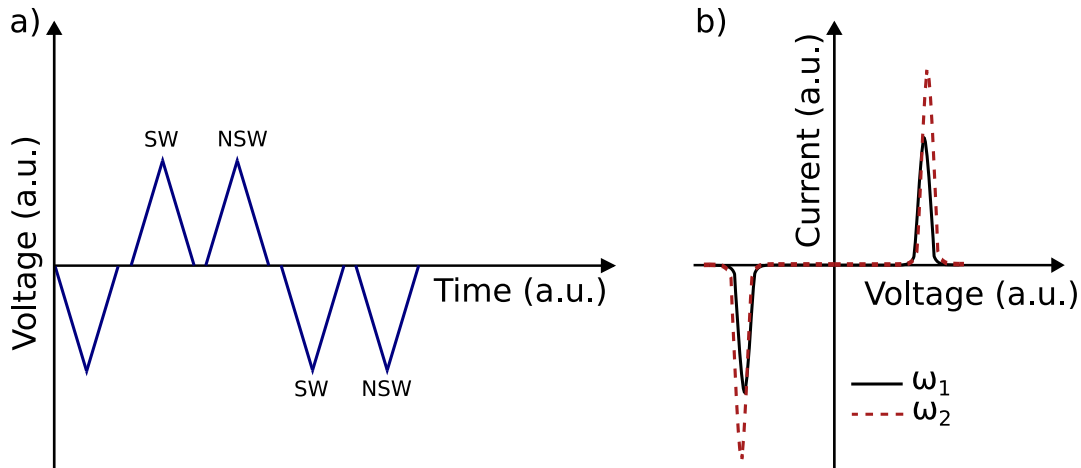 a)
Voltage (a.u.)
SW
NSW
Time (a.u.)
SW
NSW
b)
Current (a.u.)
Voltage (a.u.)
ω1
ω2